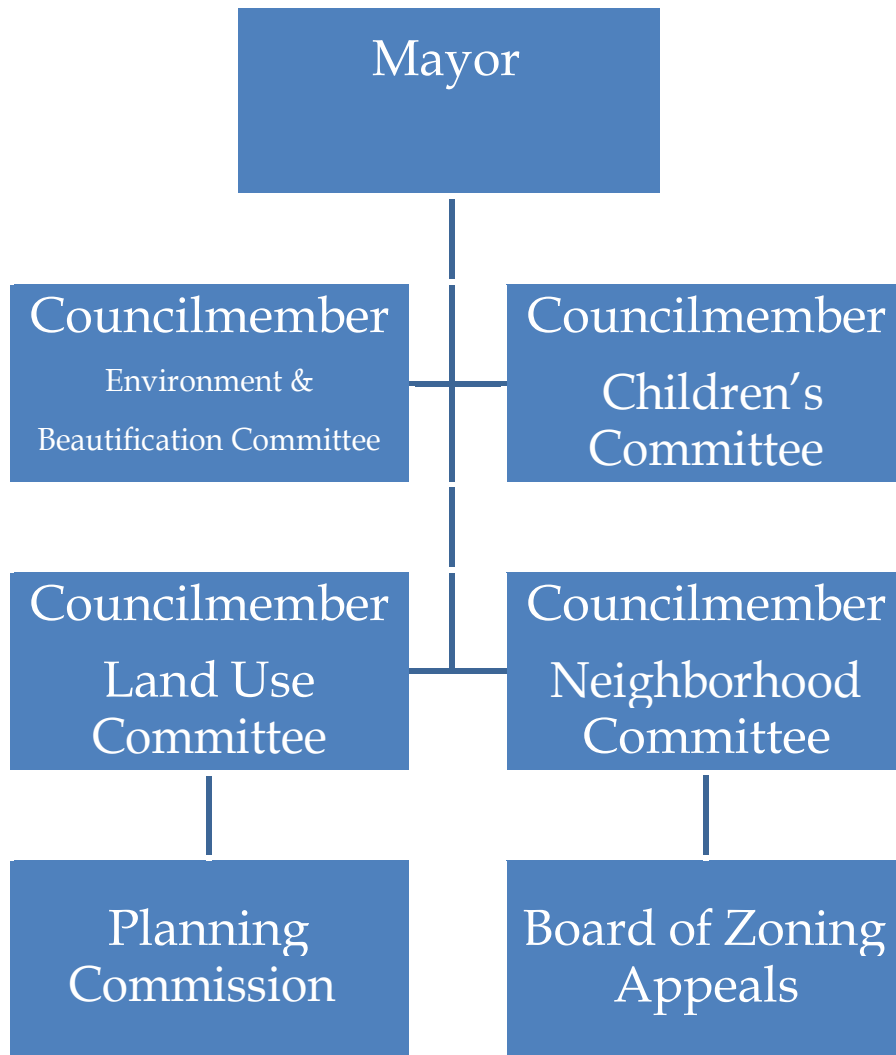 Mayor
Councilmember
Environment &
Beautification Committee
Councilmember
Children’s
Committee
Councilmember
Land Use
Committee
Councilmember
Neighborhood
Committee
Planning
Commission
Board of Zoning
Appeals